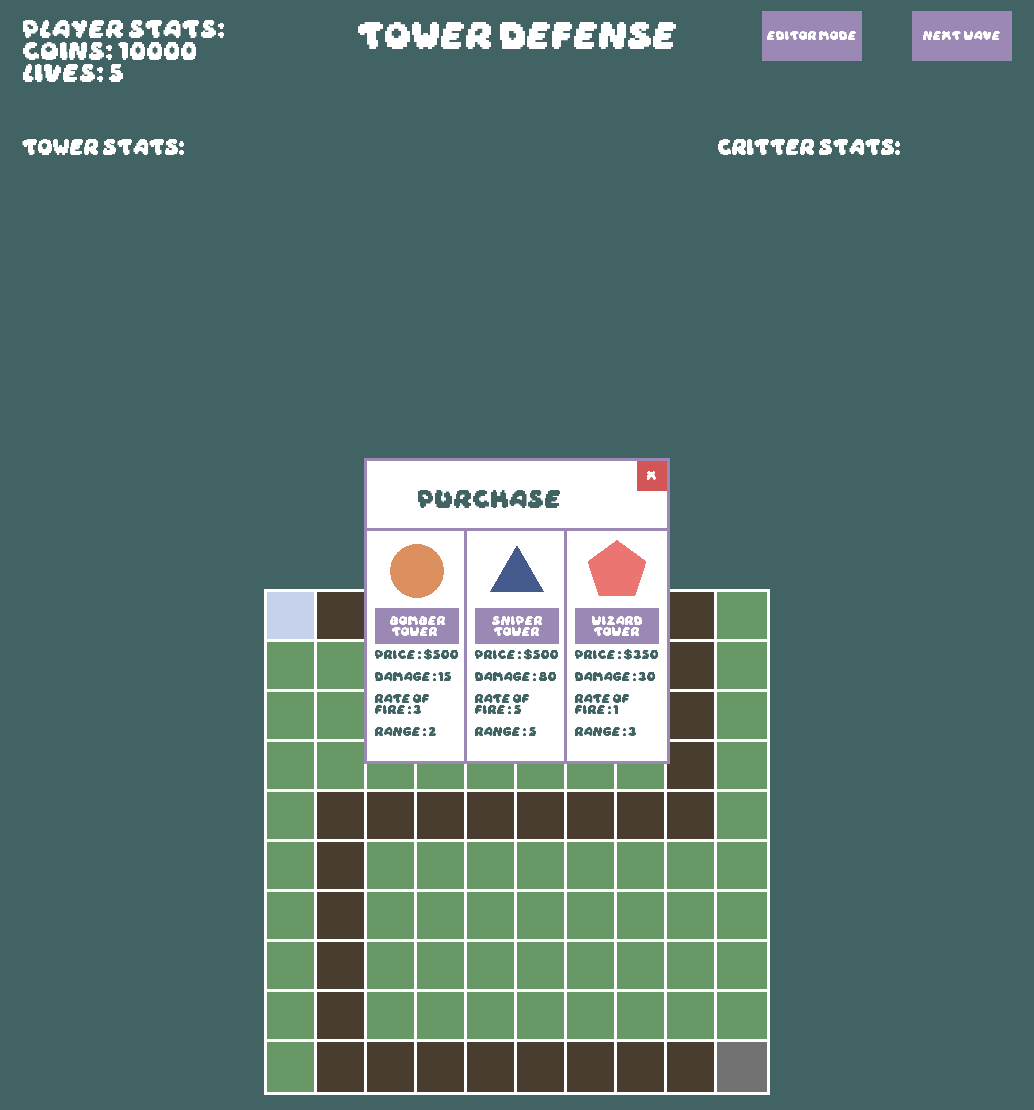 PLAYER STATS:
COINS: 10000
LIVES: 5
TOWER DEFENSE
EDITOR MODE
NEXT WAVE
TOWER STATS:
CRITTER STATS:
X
PURCHASE
BOMBER
TOWER
PRICE: $500
DAMAGE: 15
RATE OF
FIRE: 3
RANGE: 2
SNIPER
TOWER
PRICE: $500
DAMAGE: 80
RATE OF
FIRE: 5
RANGE: 5
WIZARD
TOWER
PRICE: $350
DAMAGE: 30
RATE OF
FIRE: 1
RANGE: 3